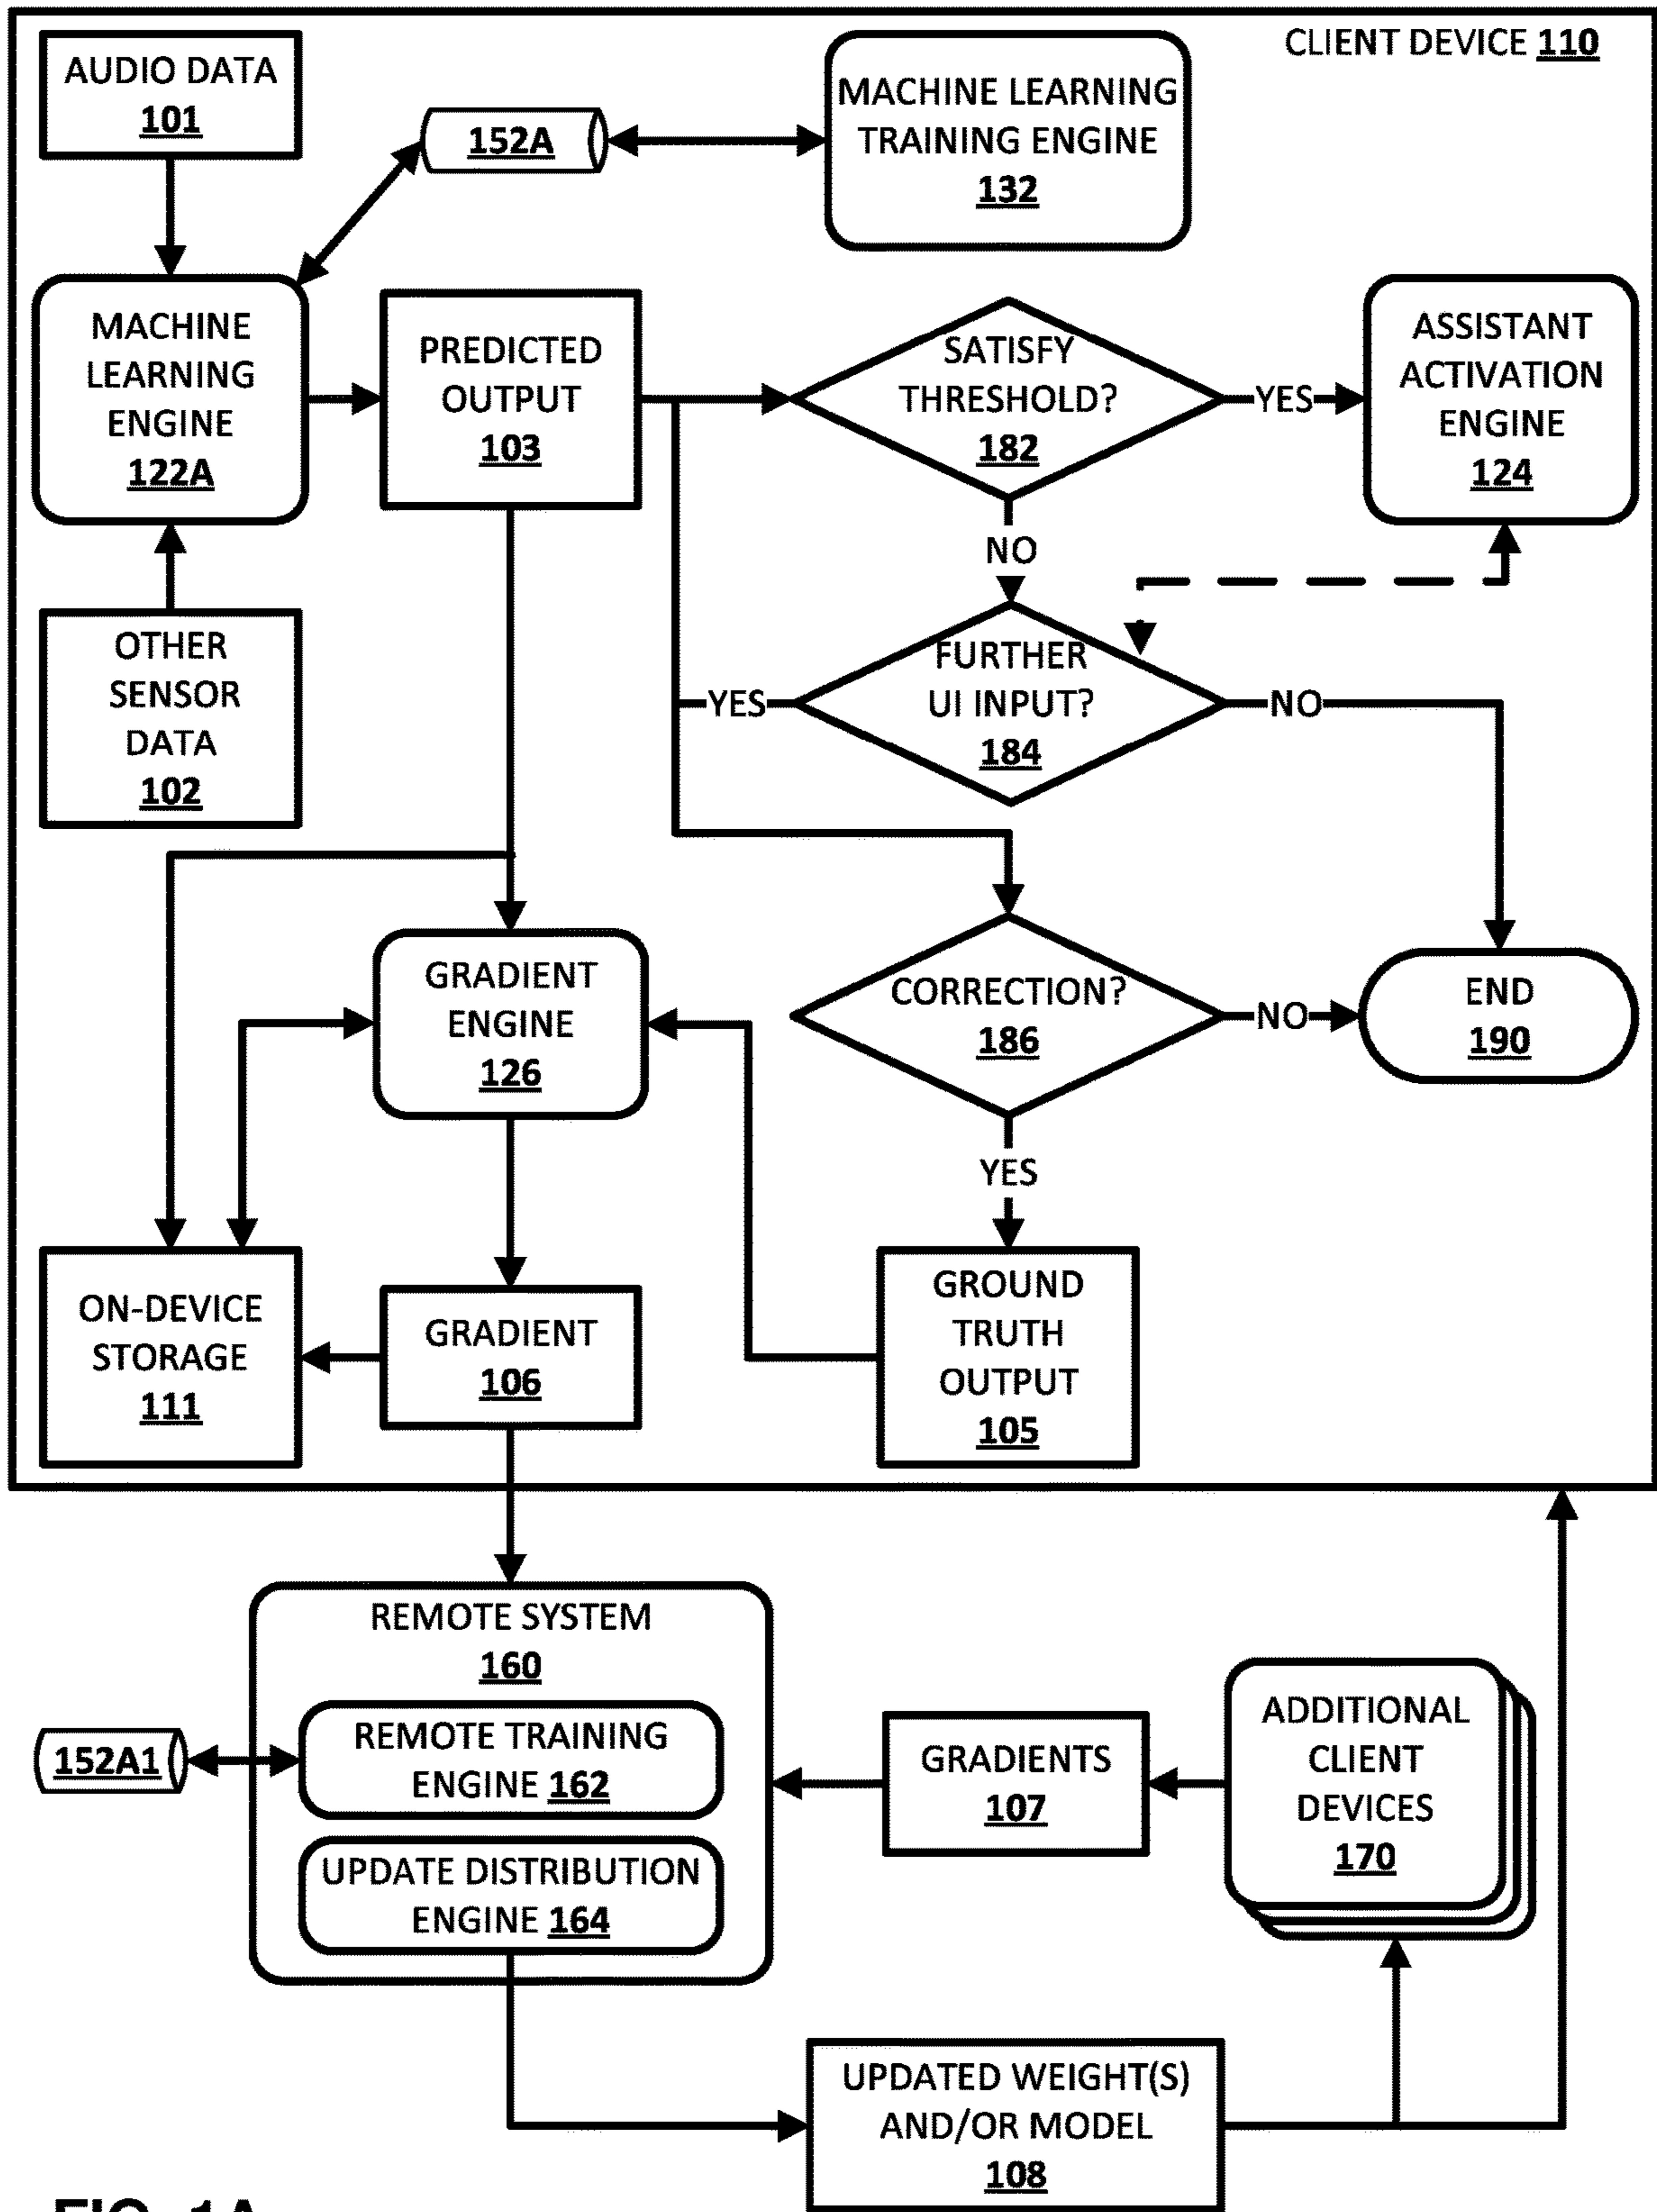 CLIENT DEVICE 110
AUDIO DATA
101
152A
MACHINE LEARNING
TRAINING ENGINE
132
MACHINE
LEARNING
ENGINE
122A
PREDICTED
OUTPUT
103
SATISFY
THRESHOLD?
182
YES
ASSISTANT
ACTIVATION
ENGINE
124
NO
OTHER
SENSOR
DATA
102
FURTHER
UI INPUT?
184
YES
NO
GRADIENT
ENGINE
126
CORRECTION?
186
NO
END
190
YES
ON-DEVICE
STORAGE
111
GRADIENT
106
GROUND
TRUTH
OUTPUT
105
REMOTE SYSTEM
160
152A1
REMOTE TRAINING
ENGINE 162
UPDATE DISTRIBUTION
ENGINE 164
GRADIENTS
107
ADDITIONAL
CLIENT
DEVICES
170
UPDATED WEIGHT(S)
AND/OR MODEL
108
FIG. 1A